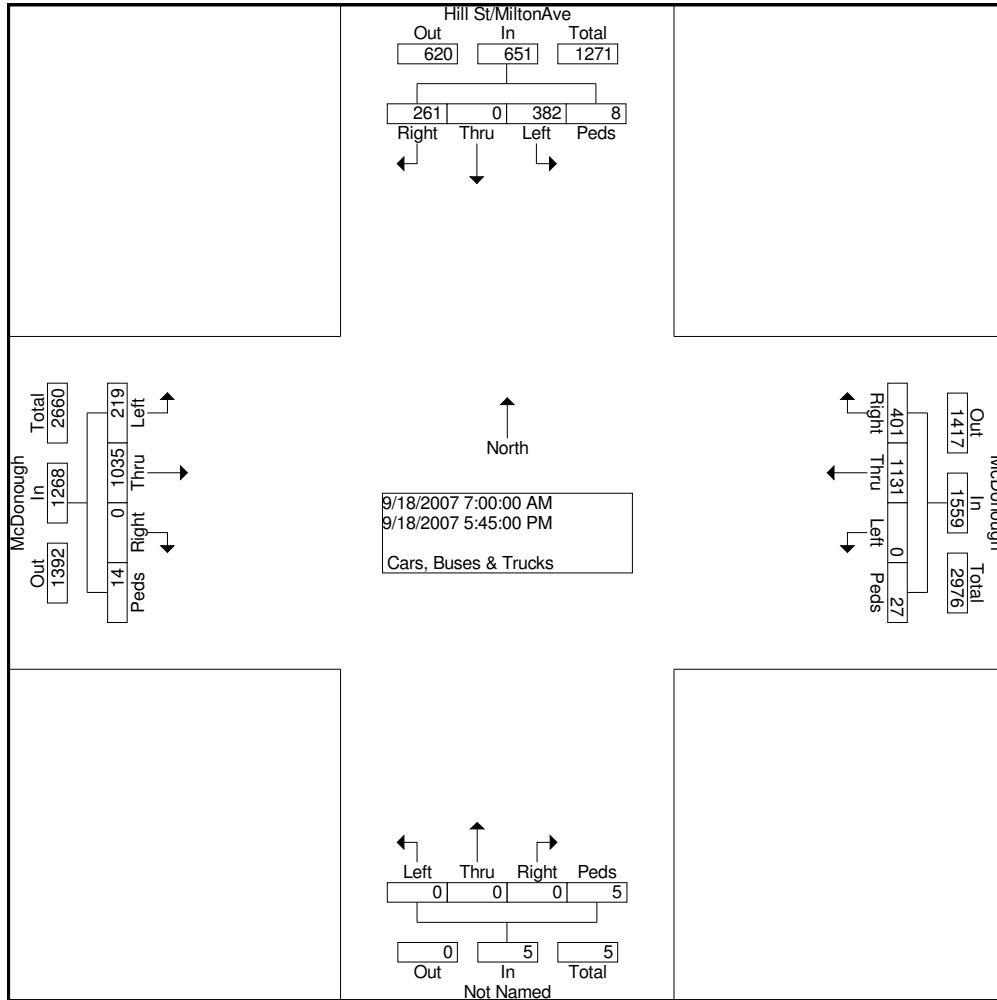 Hill St/MiltonAve
Out In Total
620 651 1271
261 0 382 8
Right Thru Left Peds
McDonough
Total In Out
2660 1268 1392
219 1035 0 14
Left Thru Right Peds
North
9/18/2007 7:00:00 AM
9/18/2007 5:45:00 PM
Cars, Buses & Trucks
Right Thru Left Peds
401 1131 0 27
1417 1559 2976
Out In Total
McDonough
Left Thru Right Peds
0 0 0 5
0 5 5
Out In Total
Not Named